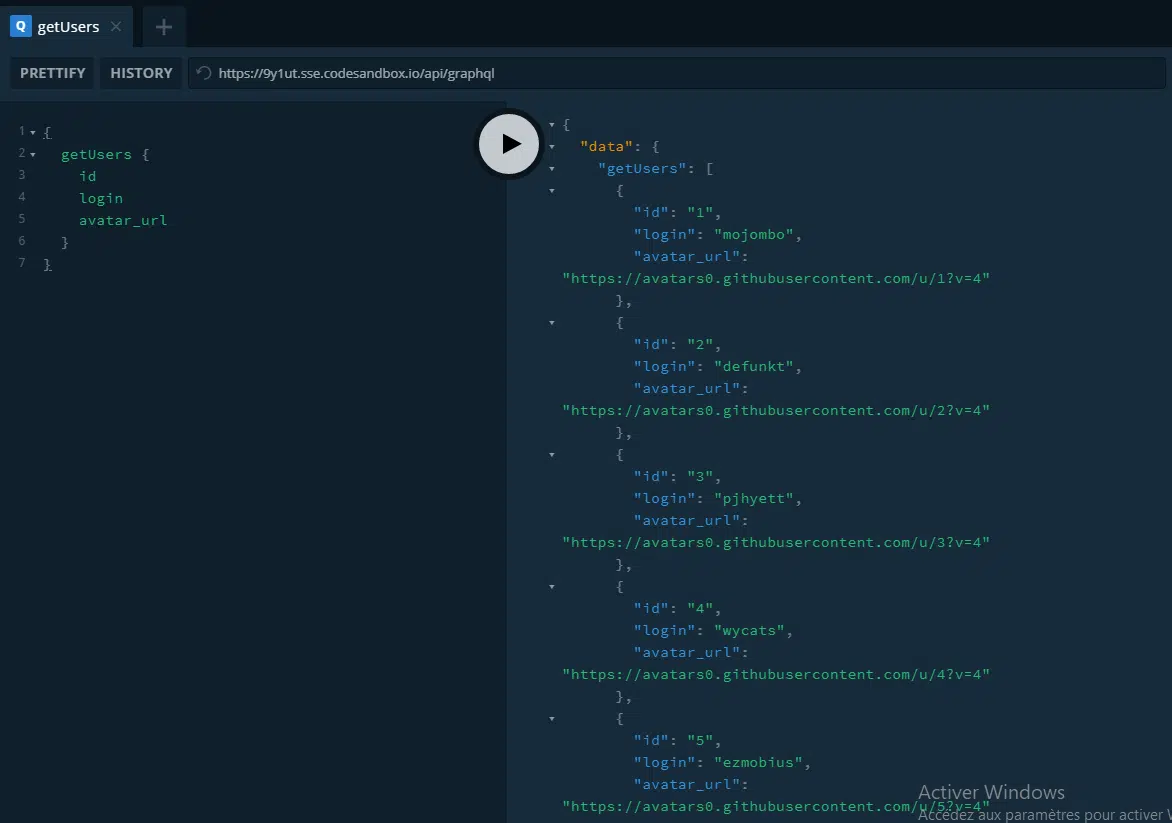 Q getUsers × +
PRETTIFY HISTORY https://9y1ut.sse.codesandbox.io/api/graphql
1 {
2 getUsers {
3 id
4 login
5 avatar_url
6 }
7 }
{
"data": {
"getUsers": [
{
"id": "1",
"login": "mojombo",
"avatar_url":
"https://avatars0.githubusercontent.com/u/1?v=4"
},
{
"id": "2",
"login": "defunkt",
"avatar_url":
"https://avatars0.githubusercontent.com/u/2?v=4"
},
{
"id": "3",
"login": "pjhyett",
"avatar_url":
"https://avatars0.githubusercontent.com/u/3?v=4"
},
{
"id": "4",
"login": "wycats",
"avatar_url":
"https://avatars0.githubusercontent.com/u/4?v=4"
},
{
"id": "5",
"login": "ezmobius",
"avatar_url":
"https://avatars0.githubusercontent.com/u/5?v=4"
Activer Windows
Accédez aux paramètres pour activer